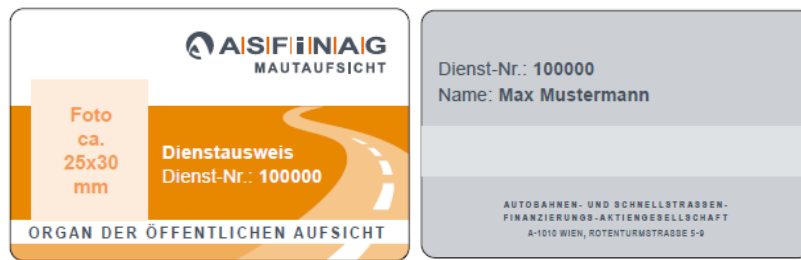 ASFiNAG
MAUTAUFSICHT
Foto
ca.
25x30
mm
Dienstausweis
Dienst-Nr.: 100000
ORGAN DER ÖFFENTLICHEN AUFSICHT
Dienst-Nr.: 100000
Name: Max Mustermann
AUTOBAHNEN- UND SCHNELLSTRASSEN-
FINANZIERUNGS-AKTIENGESELLSCHAFT
A-1010 WIEN, ROTENTURMSTRASSE 5-9